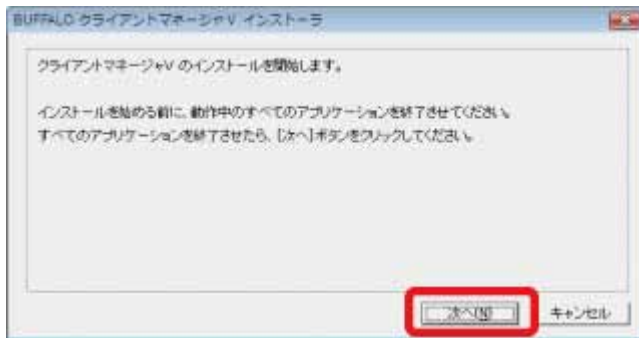 BUFFALO クライアントマネージャV インストーラ
クライアントマネージャV のインストールを開始します。
インストールを始める前に、動作中のすべてのアプリケーションを終了させてください。
すべてのアプリケーションを終了させたら、[次へ]ボタンをクリックしてください。
次へ(N)
キャンセル